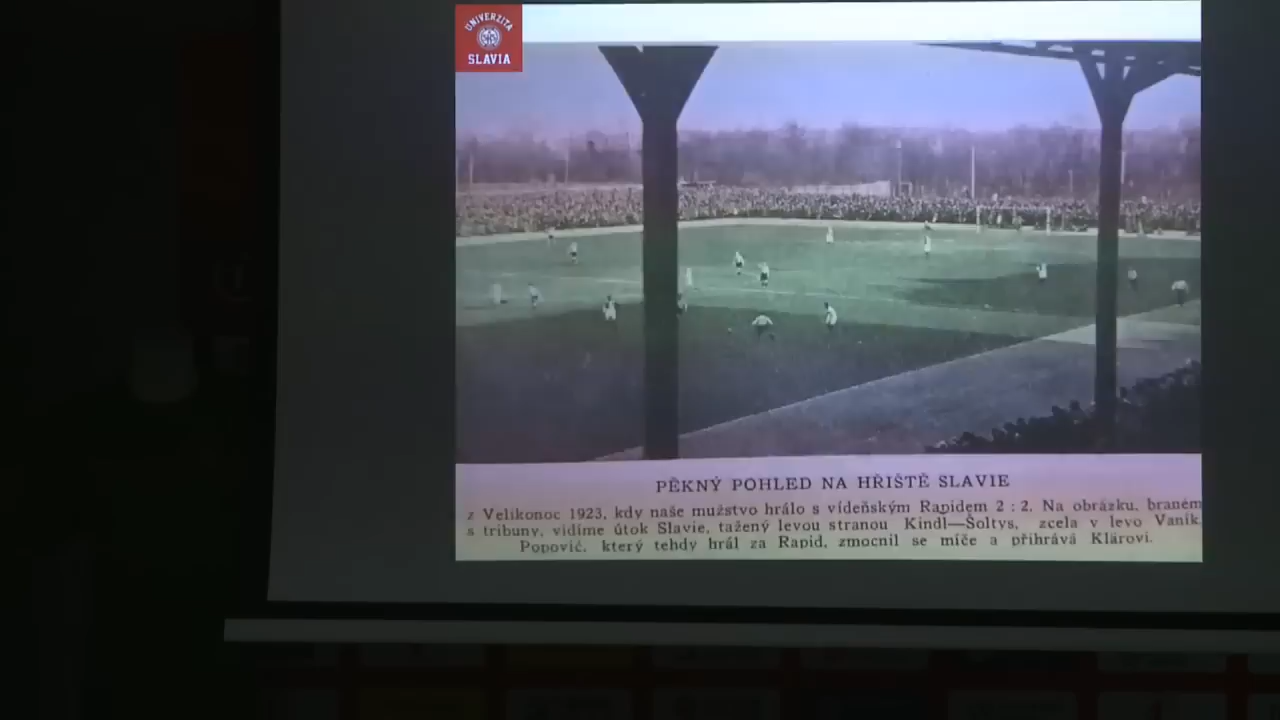 UNIVERZITA
SLAVIA
PĚKNÝ POHLED NA HŘIŠTĚ SLAVIE
z Velikonoc 1923, kdy naše mužstvo hrálo s vídeňským Rapidem 2 : 2. Na obrázku, braném
s tribuny, vidíme útok Slavie, tažený levou stranou Kindl—Šoltys, zcela v levo Vaník.
Popovič, který tehdy hrál za Rapid, zmocnil se míče a přihrává Klárovi.